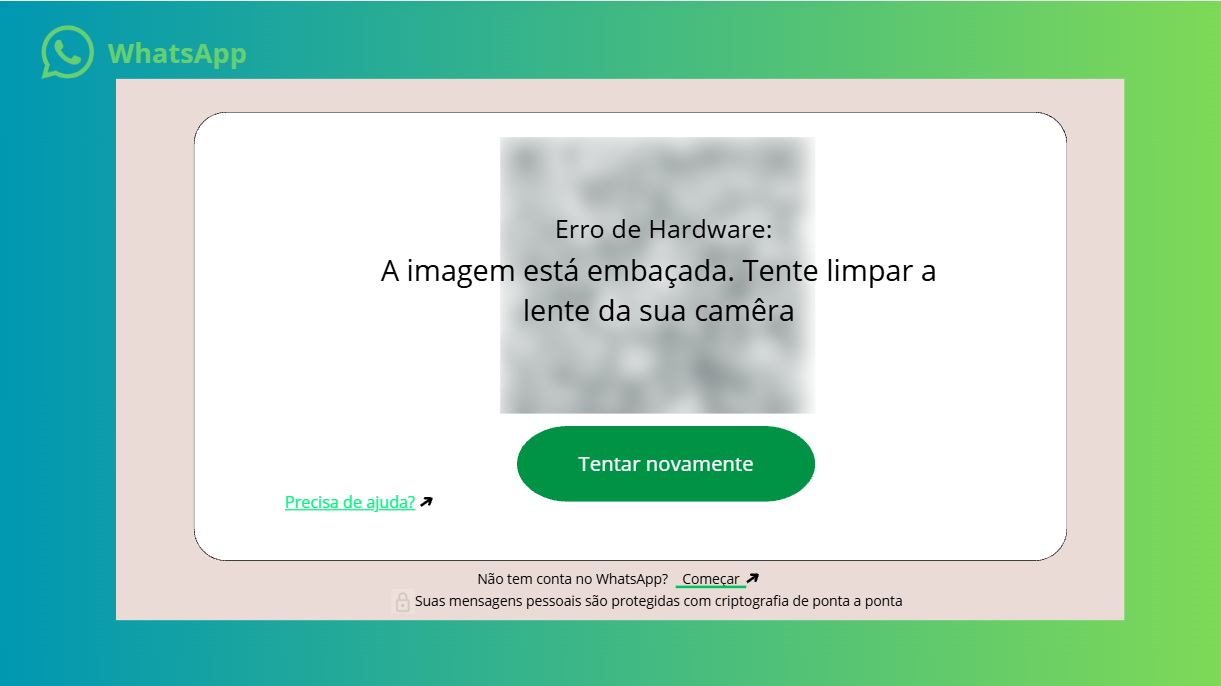 WhatsApp
Erro de Hardware:
A imagem está embaçada. Tente limpar a
lente da sua camêra
Tentar novamente
Precisa de ajuda?
Não tem conta no WhatsApp? Começar
Suas mensagens pessoais são protegidas com criptografia de ponta a ponta